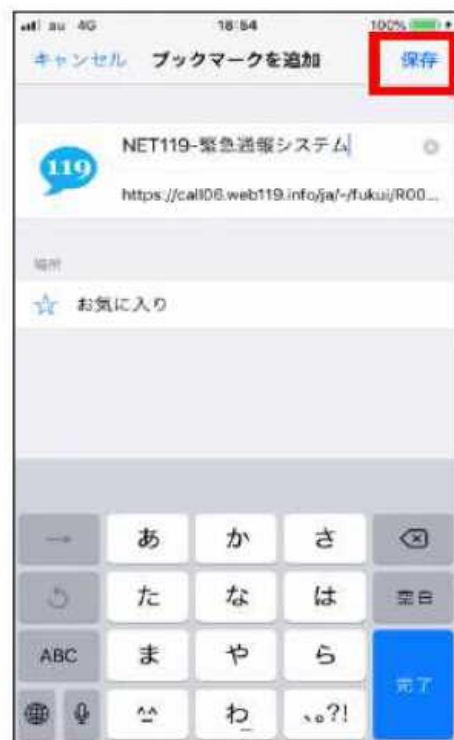 au 4G 18:54 100%
キャンセル ブックマークを追加 保存
119
NET119-緊急通報システム
https://call06.web119.info/ja/-/fukui/R00...
場所
お気に入り
→ あ か さ
た な は 空白
ABC ま や ら
完了
^^ わ 、。?!